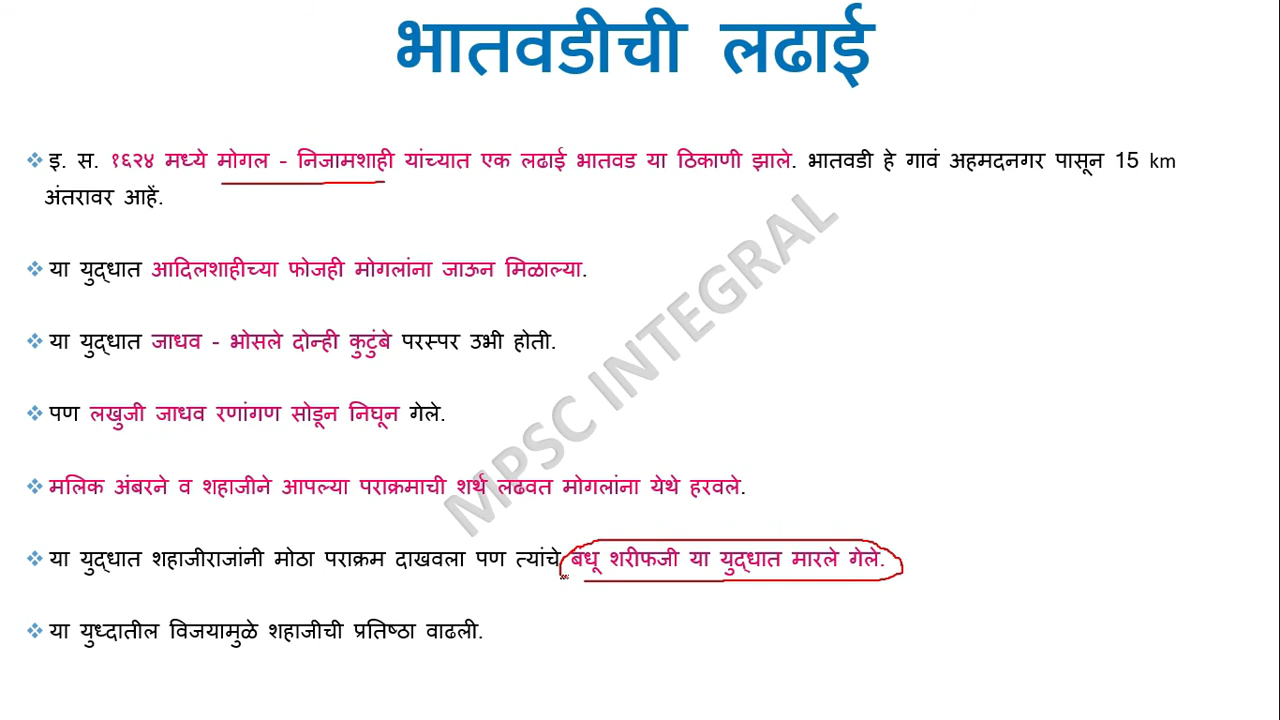 भातवडीची लढाई
इ. स. १६२४ मध्ये मोगल - निजामशाही यांच्यात एक लढाई भातवड या ठिकाणी झाले. भातवडी हे गावं अहमदनगर पासून 15 km
अंतरावर आहें.
या युद्धात आदिलशाहीच्या फोजही मोगलांना जाऊन मिळाल्या.
या युद्धात जाधव - भोसले दोन्ही कुटुंबे परस्पर उभी होती.
पण लखुजी जाधव रणांगण सोडून निघून गेले.
मलिक अंबरने व शहाजीने आपल्या पराक्रमाची शर्थ लढवत मोगलांना येथे हरवले.
या युद्धात शहाजीराजांनी मोठा पराक्रम दाखवला पण त्यांचे बंधू शरीफजी या युद्धात मारले गेले.
या युध्दातील विजयामुळे शहाजीची प्रतिष्ठा वाढली.
MPSC INTEGRAL